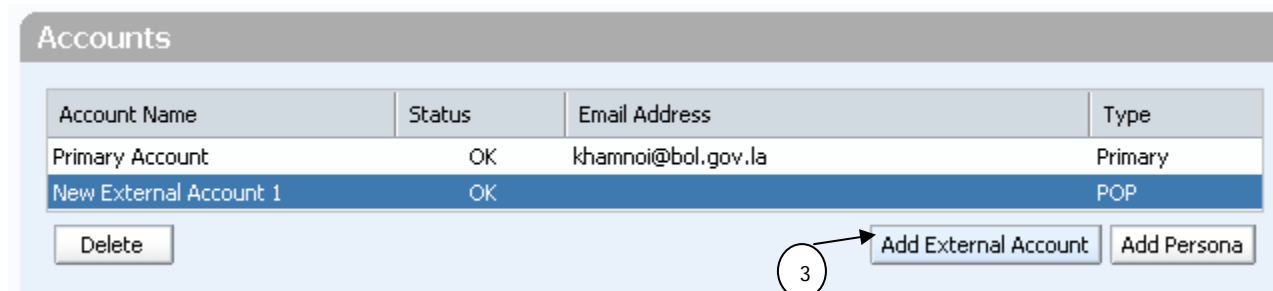 Accounts
Account Name Status Email Address Type
Primary Account OK khamnoi@bol.gov.la Primary
New External Account 1 OK POP
Delete Add External Account Add Persona
3